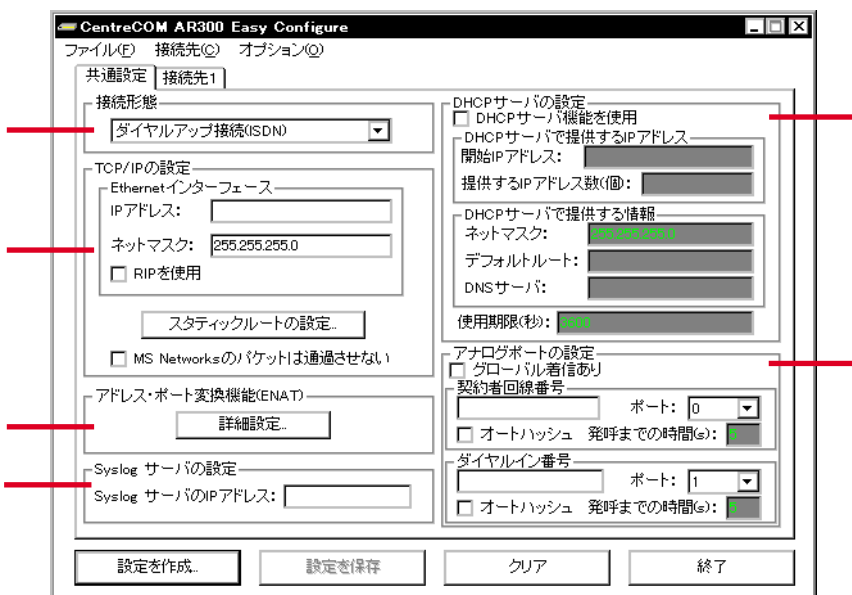 CentreCOM AR300 Easy Configure
ファイル(F) 接続先(C) オプション(O)
共通設定 接続先1
接続形態
ダイヤルアップ接続(ISDN)
TCP/IPの設定
Ethernetインターフェース
IPアドレス:
ネットマスク: 255.255.255.0
RIPを使用
スタティックルートの設定...
MS Networksのパケットは通過させない
アドレス・ポート変換機能(ENAT)
詳細設定...
Syslog サーバの設定
Syslog サーバのIPアドレス:
DHCPサーバの設定
DHCPサーバ機能を使用
DHCPサーバで提供するIPアドレス
開始IPアドレス:
提供するIPアドレス数(個):
DHCPサーバで提供する情報
ネットマスク: 255.255.255.0
デフォルトルート:
DNSサーバ:
使用期限(秒): 3600
アナログポートの設定
グローバル着信あり
契約者回線番号
ポート: 0
オートハッシュ 発呼までの時間(s): 5
ダイヤルイン番号
ポート: 1
オートハッシュ 発呼までの時間(s): 5
設定を作成... 設定を保存 クリア 終了